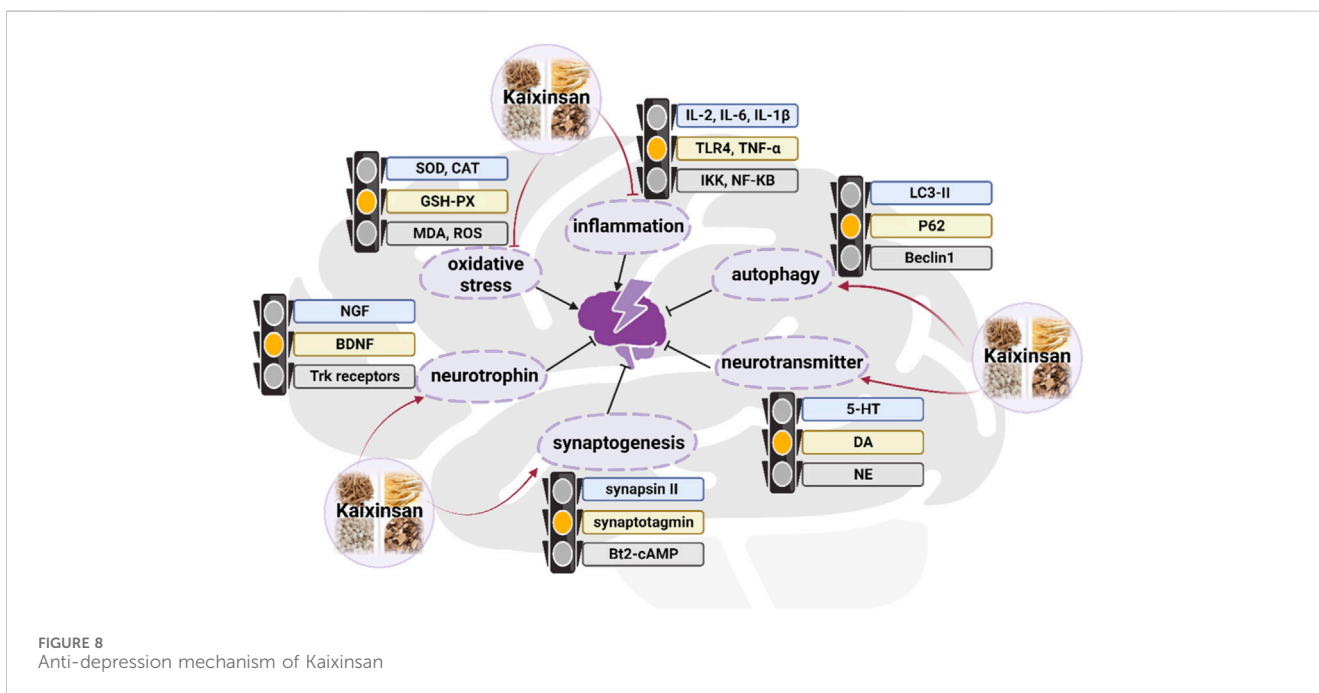 Kaixinsan
IL-2, IL-6, IL-1β
TLR4, TNF-α
IKK, NF-KB
SOD, CAT
GSH-PX
MDA, ROS
inflammation
oxidative
stress
LC3-II
P62
Beclin1
autophagy
NGF
BDNF
Trk receptors
neurotrophin
neurotransmitter
Kaixinsan
5-HT
DA
NE
synaptogenesis
synapsin II
synaptotagmin
Bt2-cAMP
Kaixinsan
FIGURE 8
Anti-depression mechanism of Kaixinsan